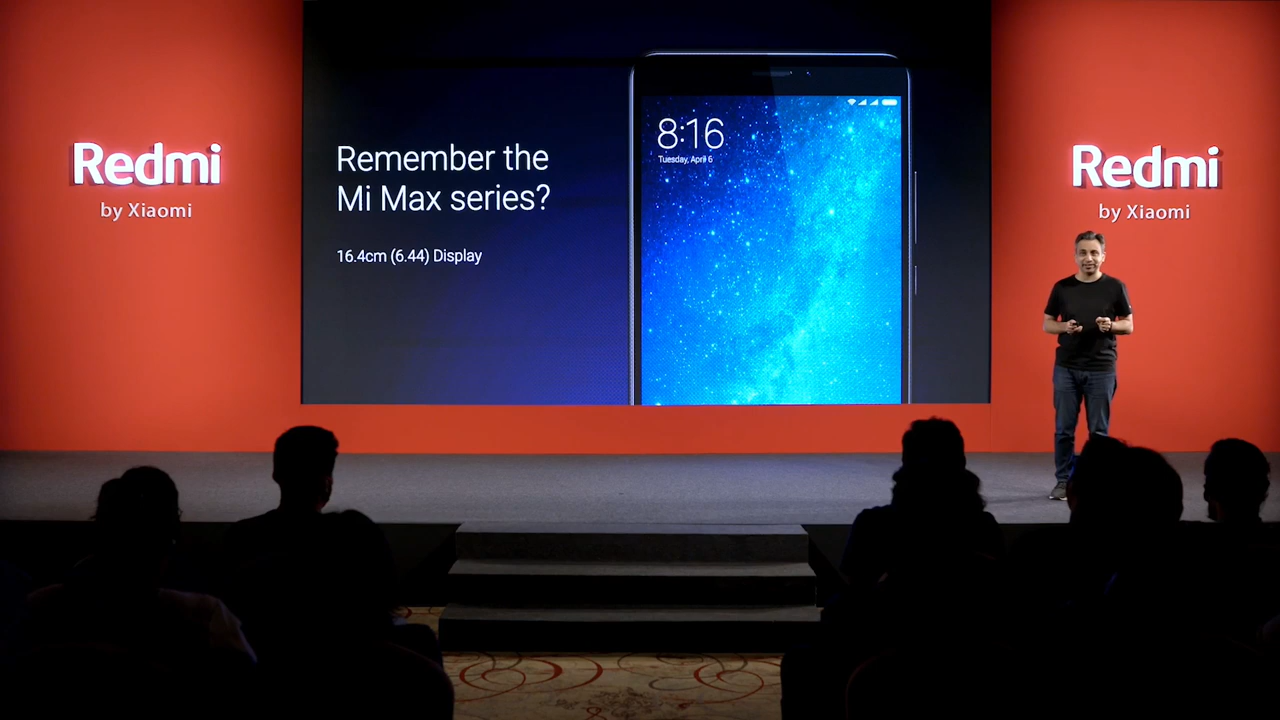 Redmi
by Xiaomi
Remember the
Mi Max series?
16.4cm (6.44) Display
8:16
Tuesday, April 6
Redmi
by Xiaomi